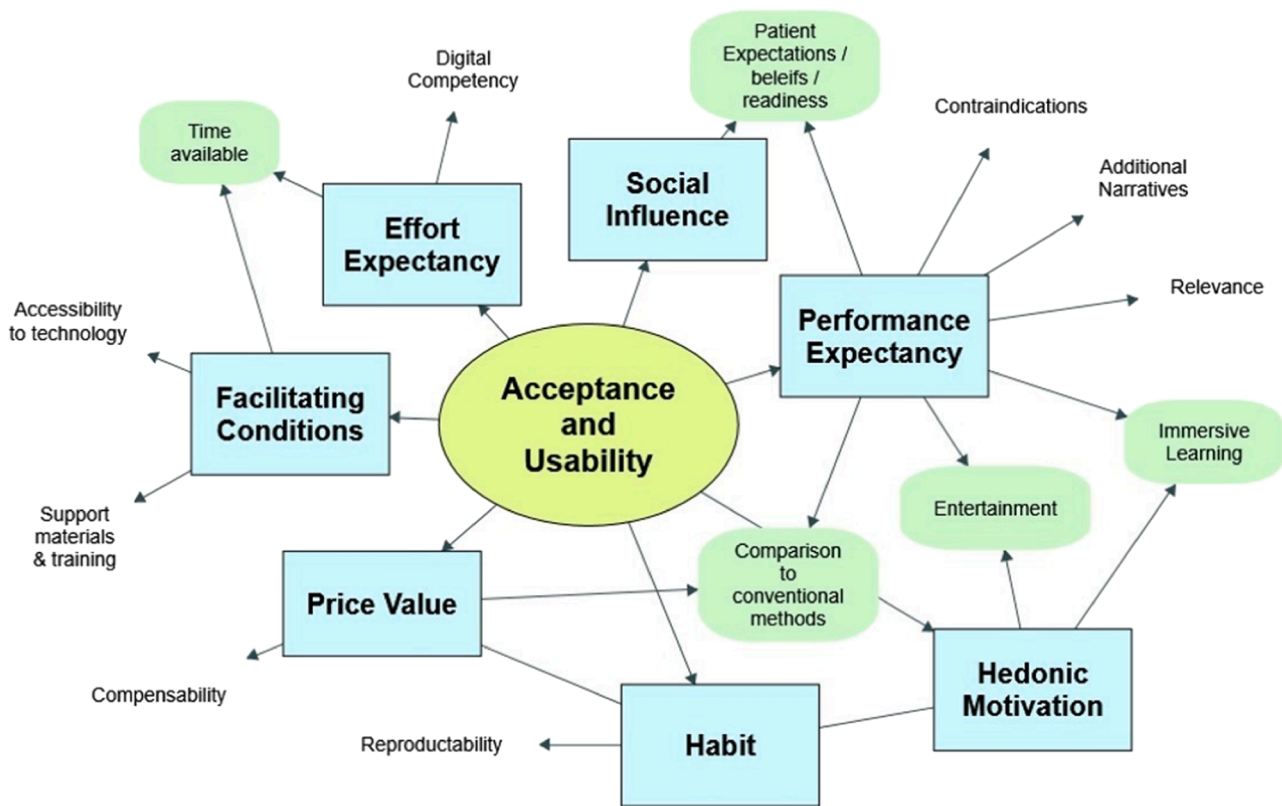 Patient
Expectations /
beleifs /
readiness
Digital
Competency
Contraindications
Time
available
Social
Influence
Additional
Narratives
Effort
Expectancy
Relevance
Accessibility
to technology
Performance
Expectancy
Facilitating
Conditions
Acceptance
and
Usability
Immersive
Learning
Entertainment
Support
materials
& training
Comparison
to
conventional
methods
Price Value
Hedonic
Motivation
Compensability
Reproductability
Habit